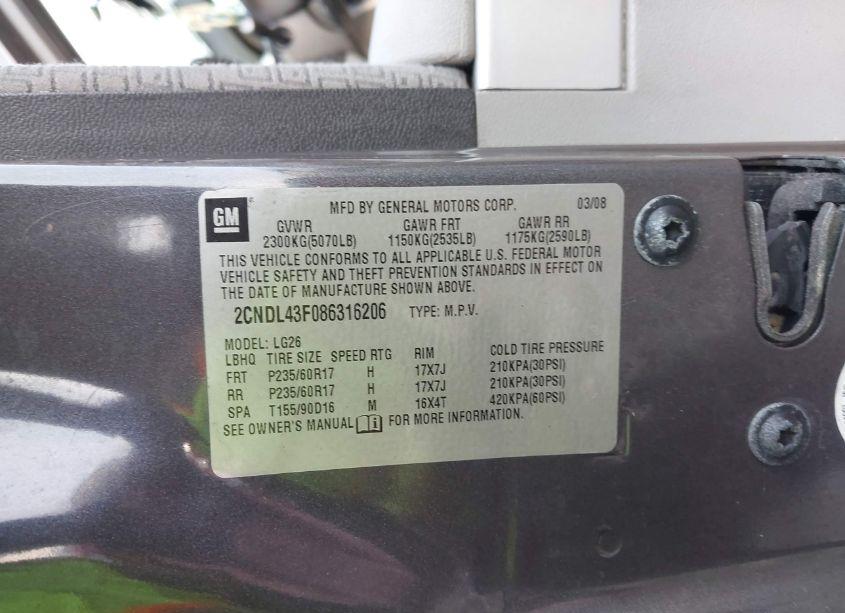 GM
MFD BY GENERAL MOTORS CORP. 03/08
GVWR GAWR FRT GAWR RR
2300KG(5070LB) 1150KG(2535LB) 1175KG(2590LB)
THIS VEHICLE CONFORMS TO ALL APPLICABLE U.S. FEDERAL MOTOR
VEHICLE SAFETY AND THEFT PREVENTION STANDARDS IN EFFECT ON
THE DATE OF MANUFACTURE SHOWN ABOVE.
2CNDL43F086316206 TYPE: M.P.V.
MODEL: LG26
LBHQ TIRE SIZE SPEED RTG RIM COLD TIRE PRESSURE
FRT P235/60R17 H 17X7J 210KPA(30PSI)
RR P235/60R17 H 17X7J 210KPA(30PSI)
SPA T155/90D16 M 16X4T 420KPA(60PSI)
SEE OWNER'S MANUAL FOR MORE INFORMATION.